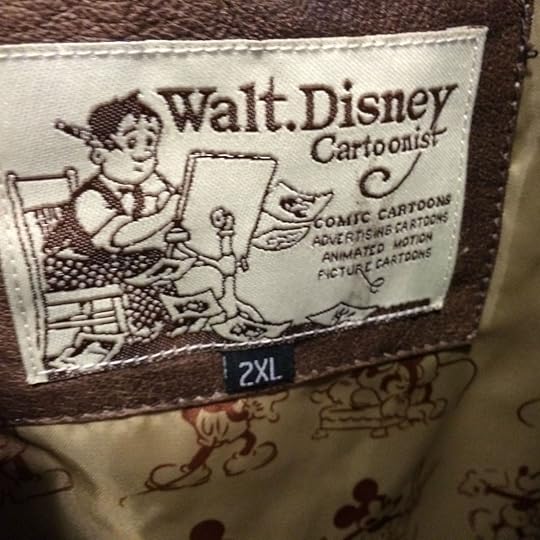 Walt.Disney
Cartoonist
COMIC CARTOONS
ADVERTISING CARTOONS
ANIMATED MOTION
PICTURE CARTOONS
2XL